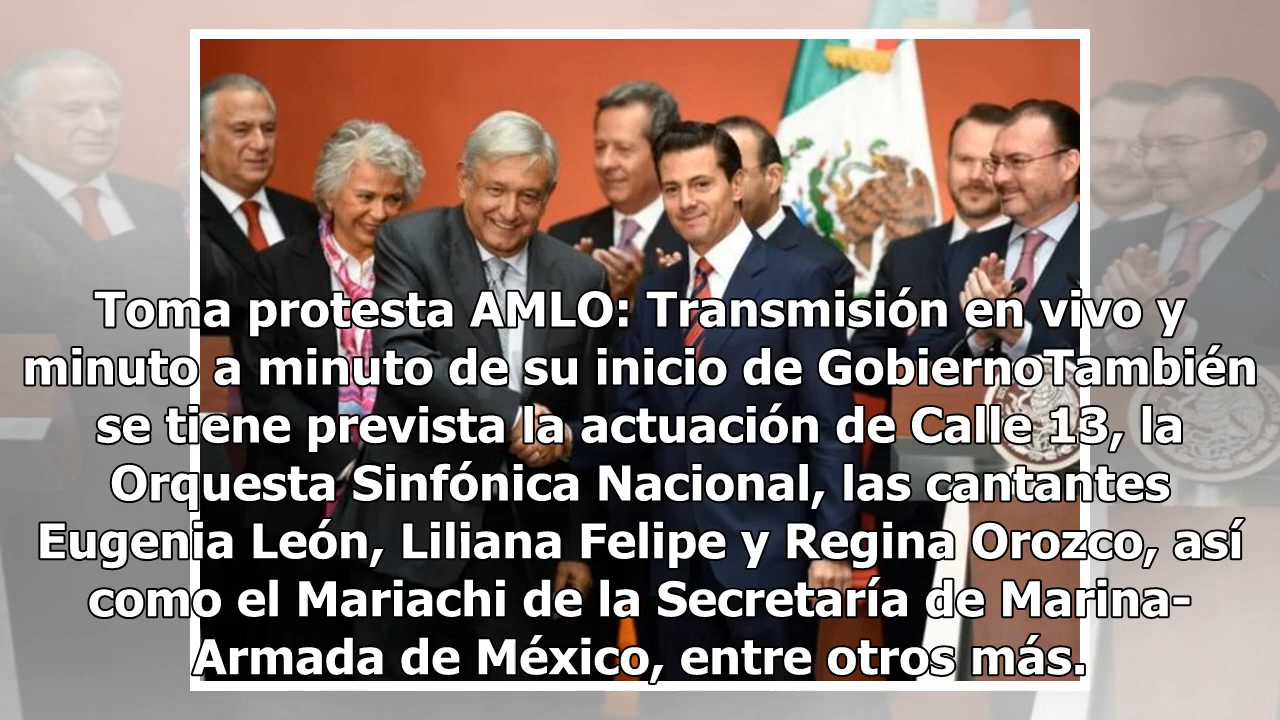 Toma protesta AMLO: Transmisión en vivo y
minuto a minuto de su inicio de GobiernoTambién
se tiene prevista la actuación de Calle 13, la
Orquesta Sinfónica Nacional, las cantantes
Eugenia León, Liliana Felipe y Regina Orozco, así
como el Mariachi de la Secretaría de Marina-
Armada de México, entre otros más.